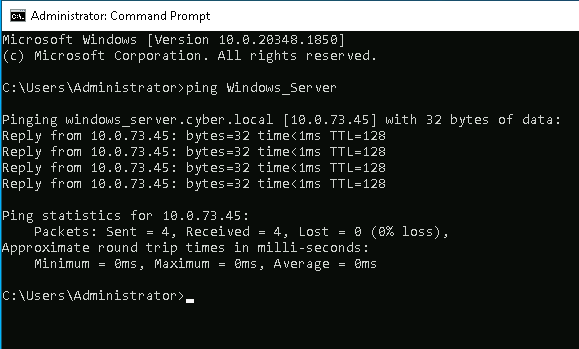 Administrator: Command Prompt
Microsoft Windows [Version 10.0.20348.1850]
(c) Microsoft Corporation. All rights reserved.
C:\Users\Administrator>ping Windows_Server
Pinging windows_server.cyber.local [10.0.73.45] with 32 bytes of data:
Reply from 10.0.73.45: bytes=32 time<1ms TTL=128
Reply from 10.0.73.45: bytes=32 time<1ms TTL=128
Reply from 10.0.73.45: bytes=32 time<1ms TTL=128
Reply from 10.0.73.45: bytes=32 time<1ms TTL=128
Ping statistics for 10.0.73.45:
    Packets: Sent = 4, Received = 4, Lost = 0 (0% loss),
Approximate round trip times in milli-seconds:
    Minimum = 0ms, Maximum = 0ms, Average = 0ms
C:\Users\Administrator>